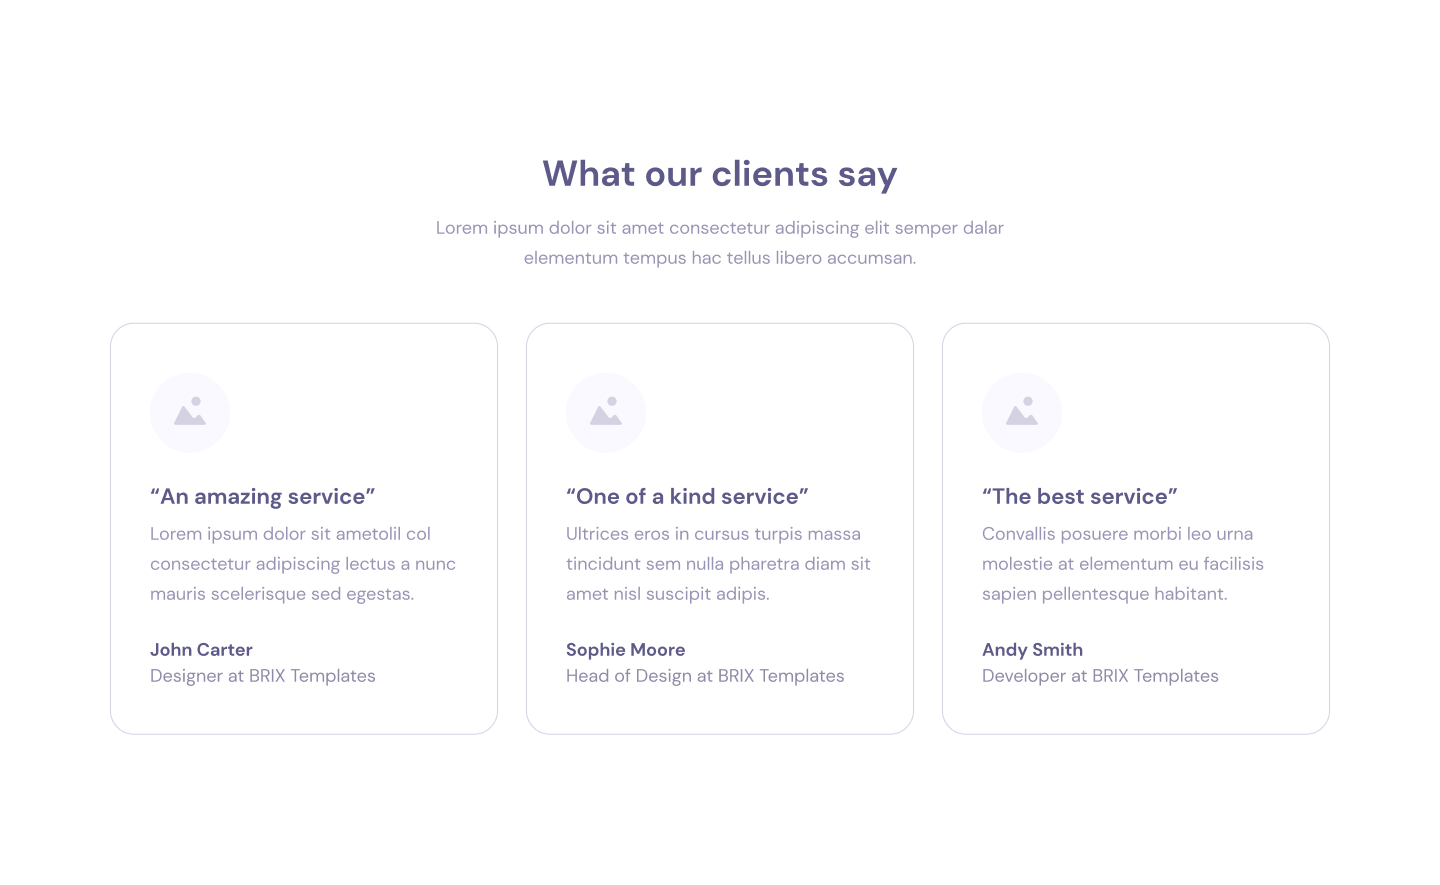 What our clients say
Lorem ipsum dolor sit amet consectetur adipiscing elit semper dalar
elementum tempus hac tellus libero accumsan.
“An amazing service”
Lorem ipsum dolor sit ametolil col
consectetur adipiscing lectus a nunc
mauris scelerisque sed egestas.
John Carter
Designer at BRIX Templates
“One of a kind service”
Ultrices eros in cursus turpis massa
tincidunt sem nulla pharetra diam sit
amet nisl suscipit adipis.
Sophie Moore
Head of Design at BRIX Templates
“The best service”
Convallis posuere morbi leo urna
molestie at elementum eu facilisis
sapien pellentesque habitant.
Andy Smith
Developer at BRIX Templates